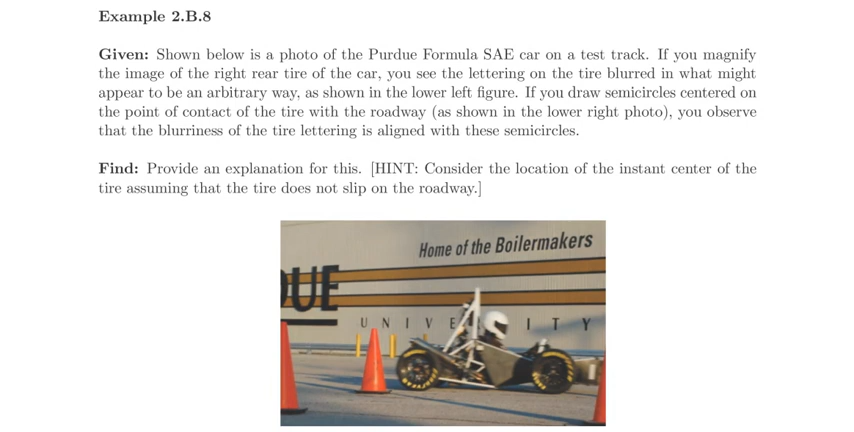 Example 2.B.8
Given: Shown below is a photo of the Purdue Formula SAE car on a test track. If you magnify
the image of the right rear tire of the car, you see the lettering on the tire blurred in what might
appear to be an arbitrary way, as shown in the lower left figure. If you draw semicircles centered on
the point of contact of the tire with the roadway (as shown in the lower right photo), you observe
that the blurriness of the tire lettering is aligned with these semicircles.
Find: Provide an explanation for this. [HINT: Consider the location of the instant center of the
tire assuming that the tire does not slip on the roadway.]
Home of the Boilermakers
DUE